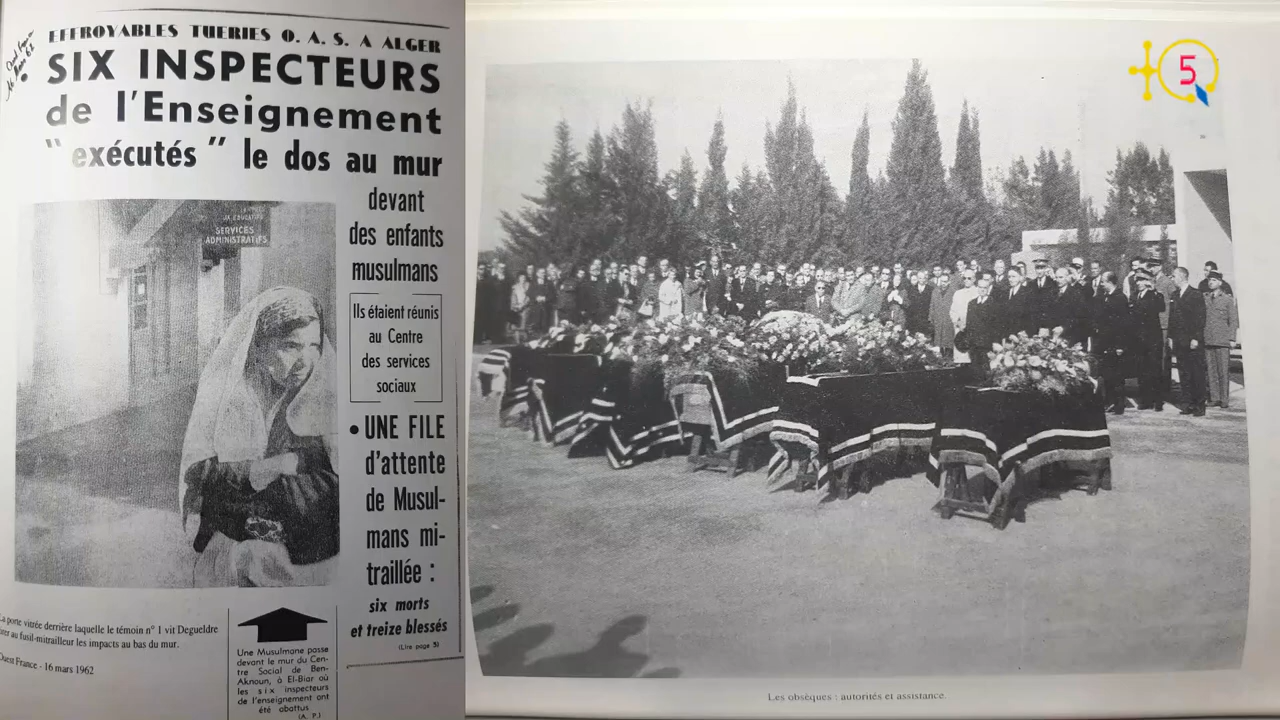 EFFROYABLES TUERIES O. A. S. A ALGER
SIX INSPECTEURS
de l'Enseignement
" exécutés " le dos au mur
devant
des enfants
musulmans
Ils étaient réunis
au Centre
des services
sociaux
• UNE FILE
d'attente
de Musul-
mans mi-
traillée :
six morts
et treize blessés
(Lire page 5)
SERVICES
ADMINISTRATIFS
La porte vitrée derrière laquelle le témoin n° 1 vit Degueldre
au fusil-mitrailleur les impacts au bas du mur.
Ouest France - 16 mars 1962
Une Musulmane passe
devant le mur du Cen-
tre Social de Ben-
Aknoun, à El-Biar où
les six inspecteurs
de l'enseignement ont
été abattus
(A. P.)
5
Les obsèques : autorités et assistance.